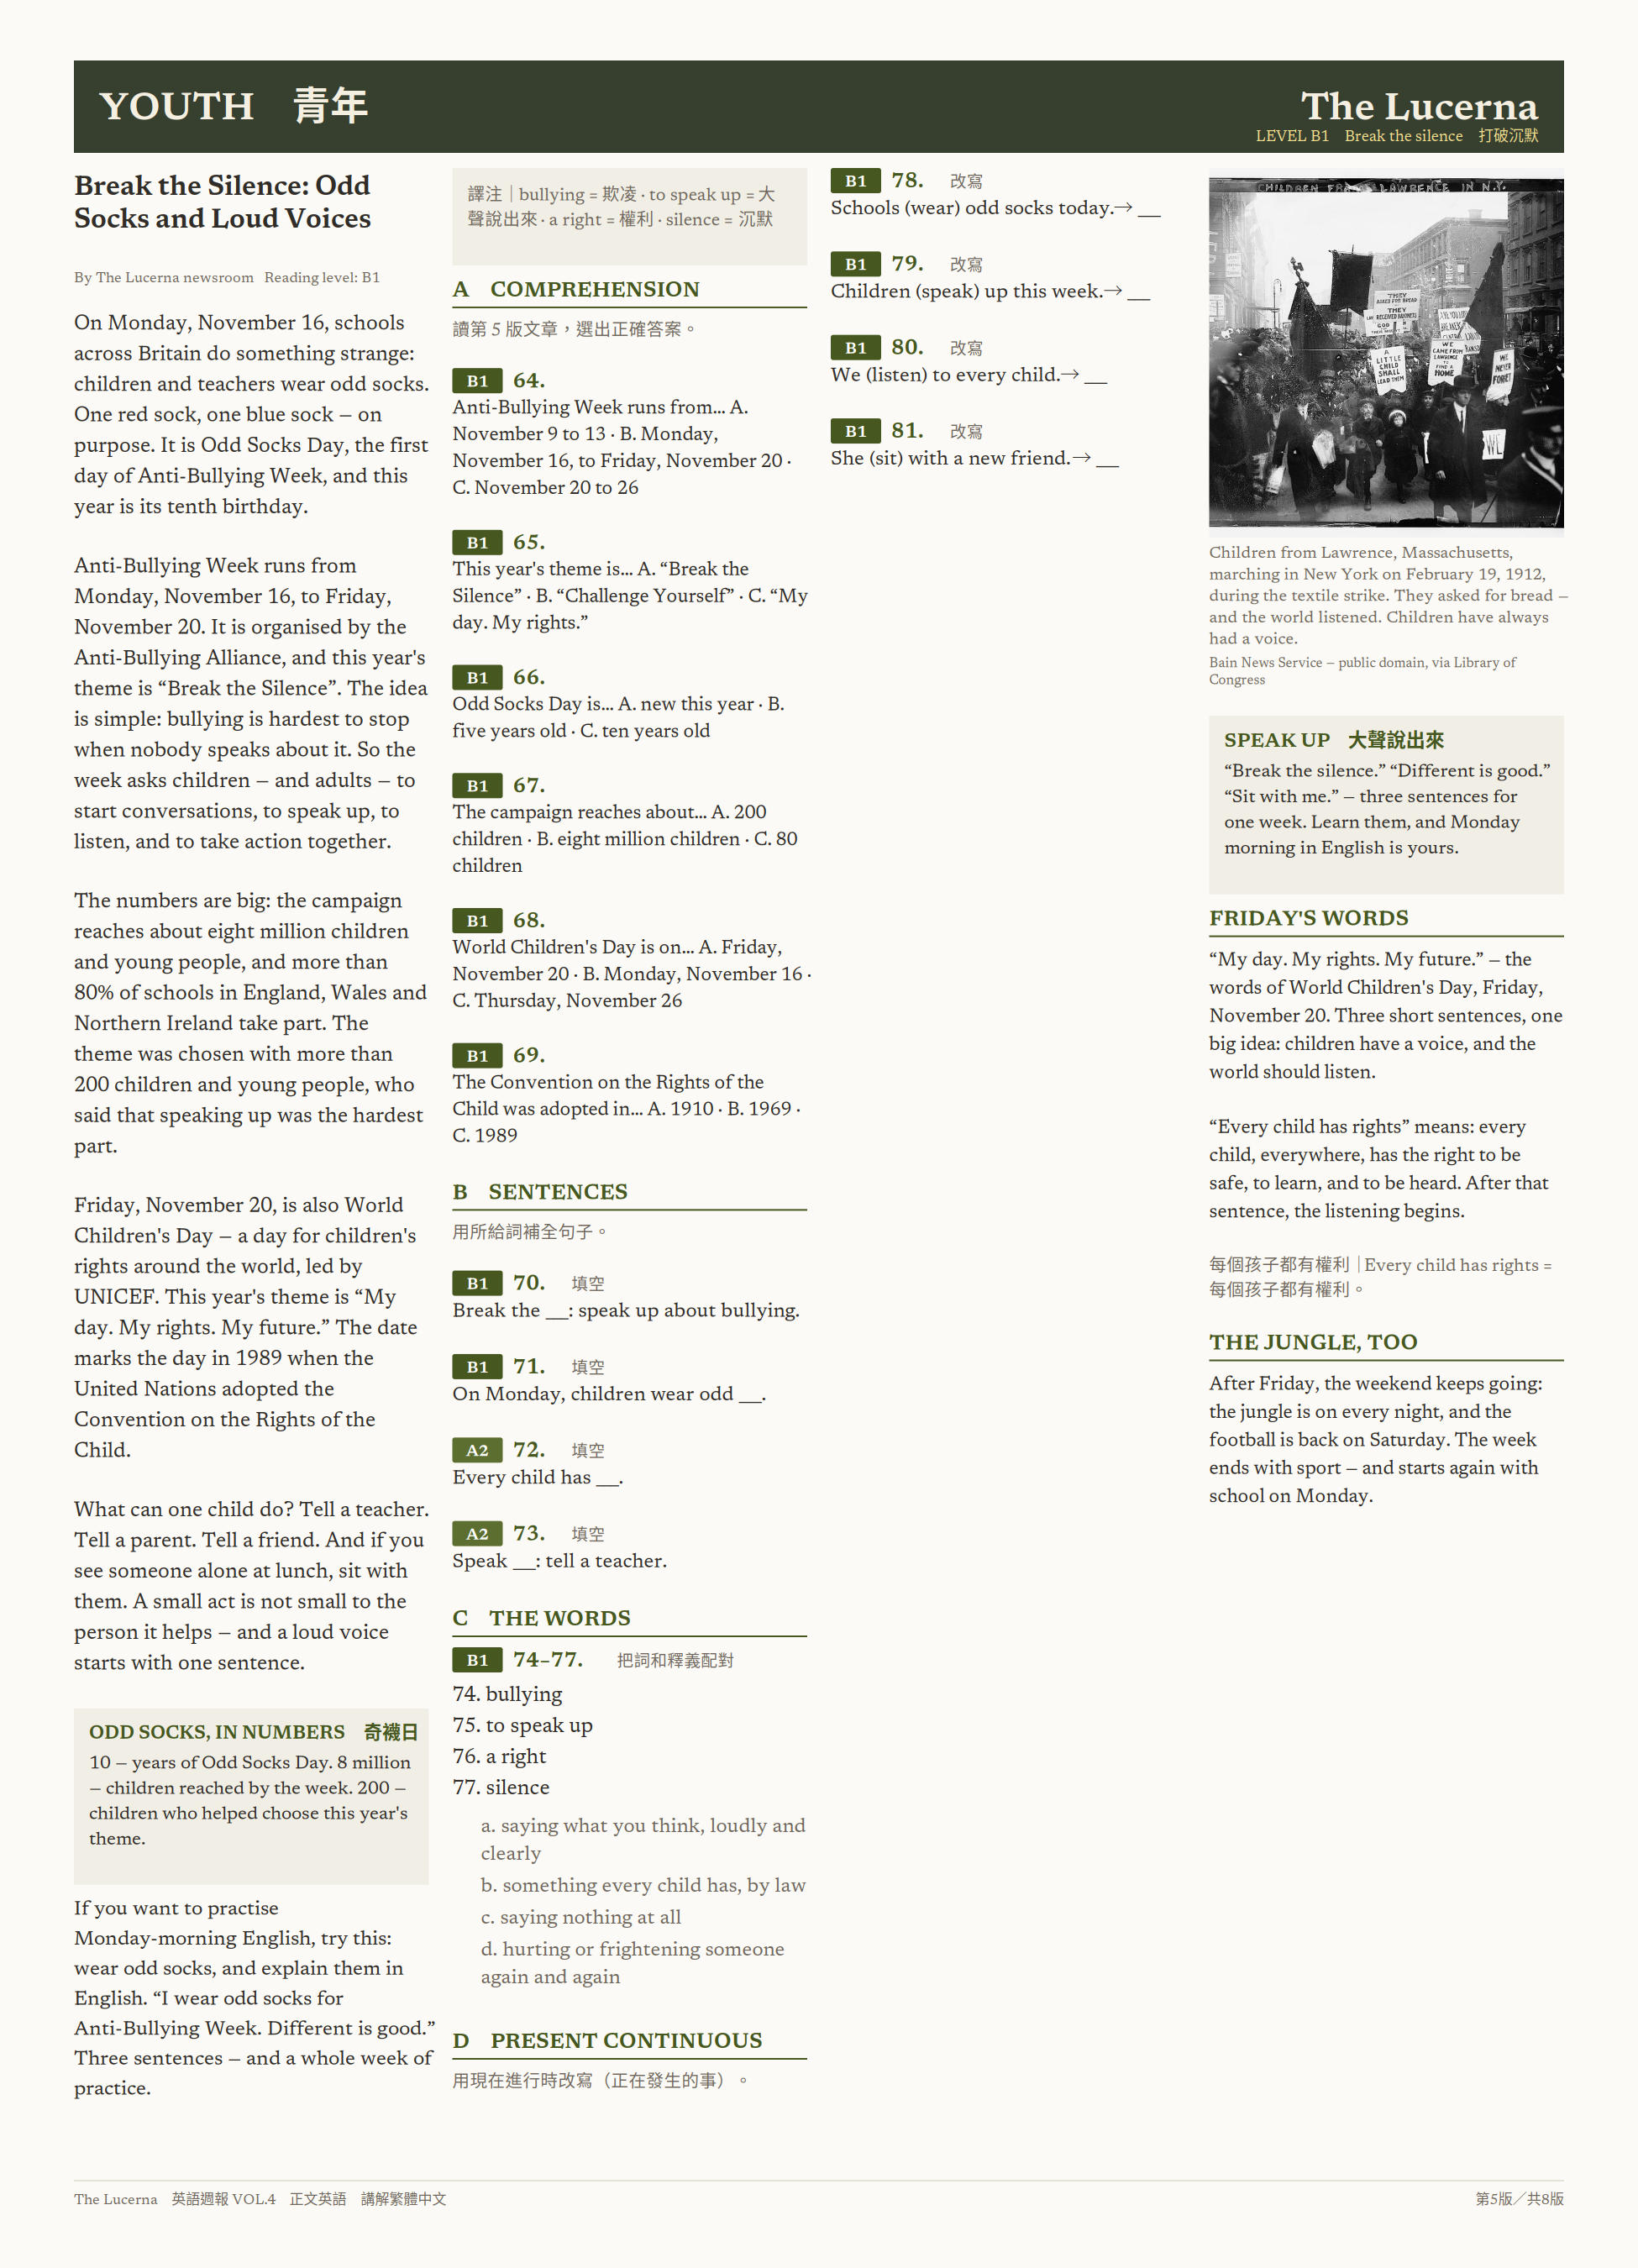 YOUTH 青年
The Lucerna
LEVEL B1 Break the silence 打破沉默
Break the Silence: Odd
Socks and Loud Voices
By The Lucerna newsroom Reading level: B1
On Monday, November 16, schools
across Britain do something strange:
children and teachers wear odd socks.
One red sock, one blue sock – on
purpose. It is Odd Socks Day, the first
day of Anti-Bullying Week, and this
year is its tenth birthday.
Anti-Bullying Week runs from
Monday, November 16, to Friday,
November 20. It is organised by the
Anti-Bullying Alliance, and this year's
theme is “Break the Silence”. The idea
is simple: bullying is hardest to stop
when nobody speaks about it. So the
week asks children – and adults – to
start conversations, to speak up, to
listen, and to take action together.
The numbers are big: the campaign
reaches about eight million children
and young people, and more than
80% of schools in England, Wales and
Northern Ireland take part. The
theme was chosen with more than
200 children and young people, who
said that speaking up was the hardest
part.
Friday, November 20, is also World
Children's Day – a day for children's
rights around the world, led by
UNICEF. This year's theme is “My
day. My rights. My future.” The date
marks the day in 1989 when the
United Nations adopted the
Convention on the Rights of the
Child.
What can one child do? Tell a teacher.
Tell a parent. Tell a friend. And if you
see someone alone at lunch, sit with
them. A small act is not small to the
person it helps – and a loud voice
starts with one sentence.
ODD SOCKS, IN NUMBERS 奇襪日
10 – years of Odd Socks Day. 8 million
– children reached by the week. 200 –
children who helped choose this year's
theme.
If you want to practise
Monday-morning English, try this:
wear odd socks, and explain them in
English. “I wear odd socks for
Anti-Bullying Week. Different is good.”
Three sentences – and a whole week of
practice.
譯注｜bullying = 欺凌 · to speak up = 大
聲說出來 · a right = 權利 · silence = 沉默
A COMPREHENSION
讀第 5 版文章，選出正確答案。
B1 64.
Anti-Bullying Week runs from... A.
November 9 to 13 · B. Monday,
November 16, to Friday, November 20 ·
C. November 20 to 26
B1 65.
This year's theme is... A. “Break the
Silence” · B. “Challenge Yourself” · C. “My
day. My rights.”
B1 66.
Odd Socks Day is... A. new this year · B.
five years old · C. ten years old
B1 67.
The campaign reaches about... A. 200
children · B. eight million children · C. 80
children
B1 68.
World Children's Day is on... A. Friday,
November 20 · B. Monday, November 16 ·
C. Thursday, November 26
B1 69.
The Convention on the Rights of the
Child was adopted in... A. 1910 · B. 1969 ·
C. 1989
B SENTENCES
用所給詞補全句子。
B1 70. 填空
Break the __: speak up about bullying.
B1 71. 填空
On Monday, children wear odd __.
A2 72. 填空
Every child has __.
A2 73. 填空
Speak __: tell a teacher.
C THE WORDS
B1 74–77. 把詞和釋義配對
74. bullying
75. to speak up
76. a right
77. silence
a. saying what you think, loudly and
clearly
b. something every child has, by law
c. saying nothing at all
d. hurting or frightening someone
again and again
D PRESENT CONTINUOUS
用現在進行時改寫（正在發生的事）。
B1 78. 改寫
Schools (wear) odd socks today.→ __
B1 79. 改寫
Children (speak) up this week.→ __
B1 80. 改寫
We (listen) to every child.→ __
B1 81. 改寫
She (sit) with a new friend.→ __
CHILDREN FROM LAWRENCE IN N.Y.
THEY
ASKED FOR BREAD
THEY
RECEIVED BAYONETS
A
LITTLE
CHILD
SHALL
LEAD THEM
WE
CAME FROM
LAWRENCE
TO
FIND A
HOME
WE
NEVER
FORGET
WE
Children from Lawrence, Massachusetts,
marching in New York on February 19, 1912,
during the textile strike. They asked for bread –
and the world listened. Children have always
had a voice.
Bain News Service – public domain, via Library of
Congress
SPEAK UP 大聲說出來
“Break the silence.” “Different is good.”
“Sit with me.” – three sentences for
one week. Learn them, and Monday
morning in English is yours.
FRIDAY'S WORDS
“My day. My rights. My future.” – the
words of World Children's Day, Friday,
November 20. Three short sentences, one
big idea: children have a voice, and the
world should listen.
“Every child has rights” means: every
child, everywhere, has the right to be
safe, to learn, and to be heard. After that
sentence, the listening begins.
每個孩子都有權利｜Every child has rights =
每個孩子都有權利。
THE JUNGLE, TOO
After Friday, the weekend keeps going:
the jungle is on every night, and the
football is back on Saturday. The week
ends with sport – and starts again with
school on Monday.
The Lucerna 英語週報 VOL.4 正文英語 講解繁體中文
第5版／共8版